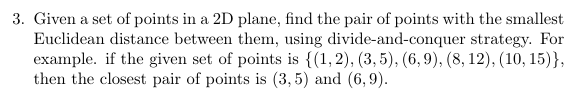 3. Given a set of points in a 2D plane, find the pair of points with the smallest
Euclidean distance between them, using divide-and-conquer strategy. For
example. if the given set of points is {(1, 2), (3, 5), (6, 9), (8, 12), (10, 15)},
then the closest pair of points is (3, 5) and (6, 9).